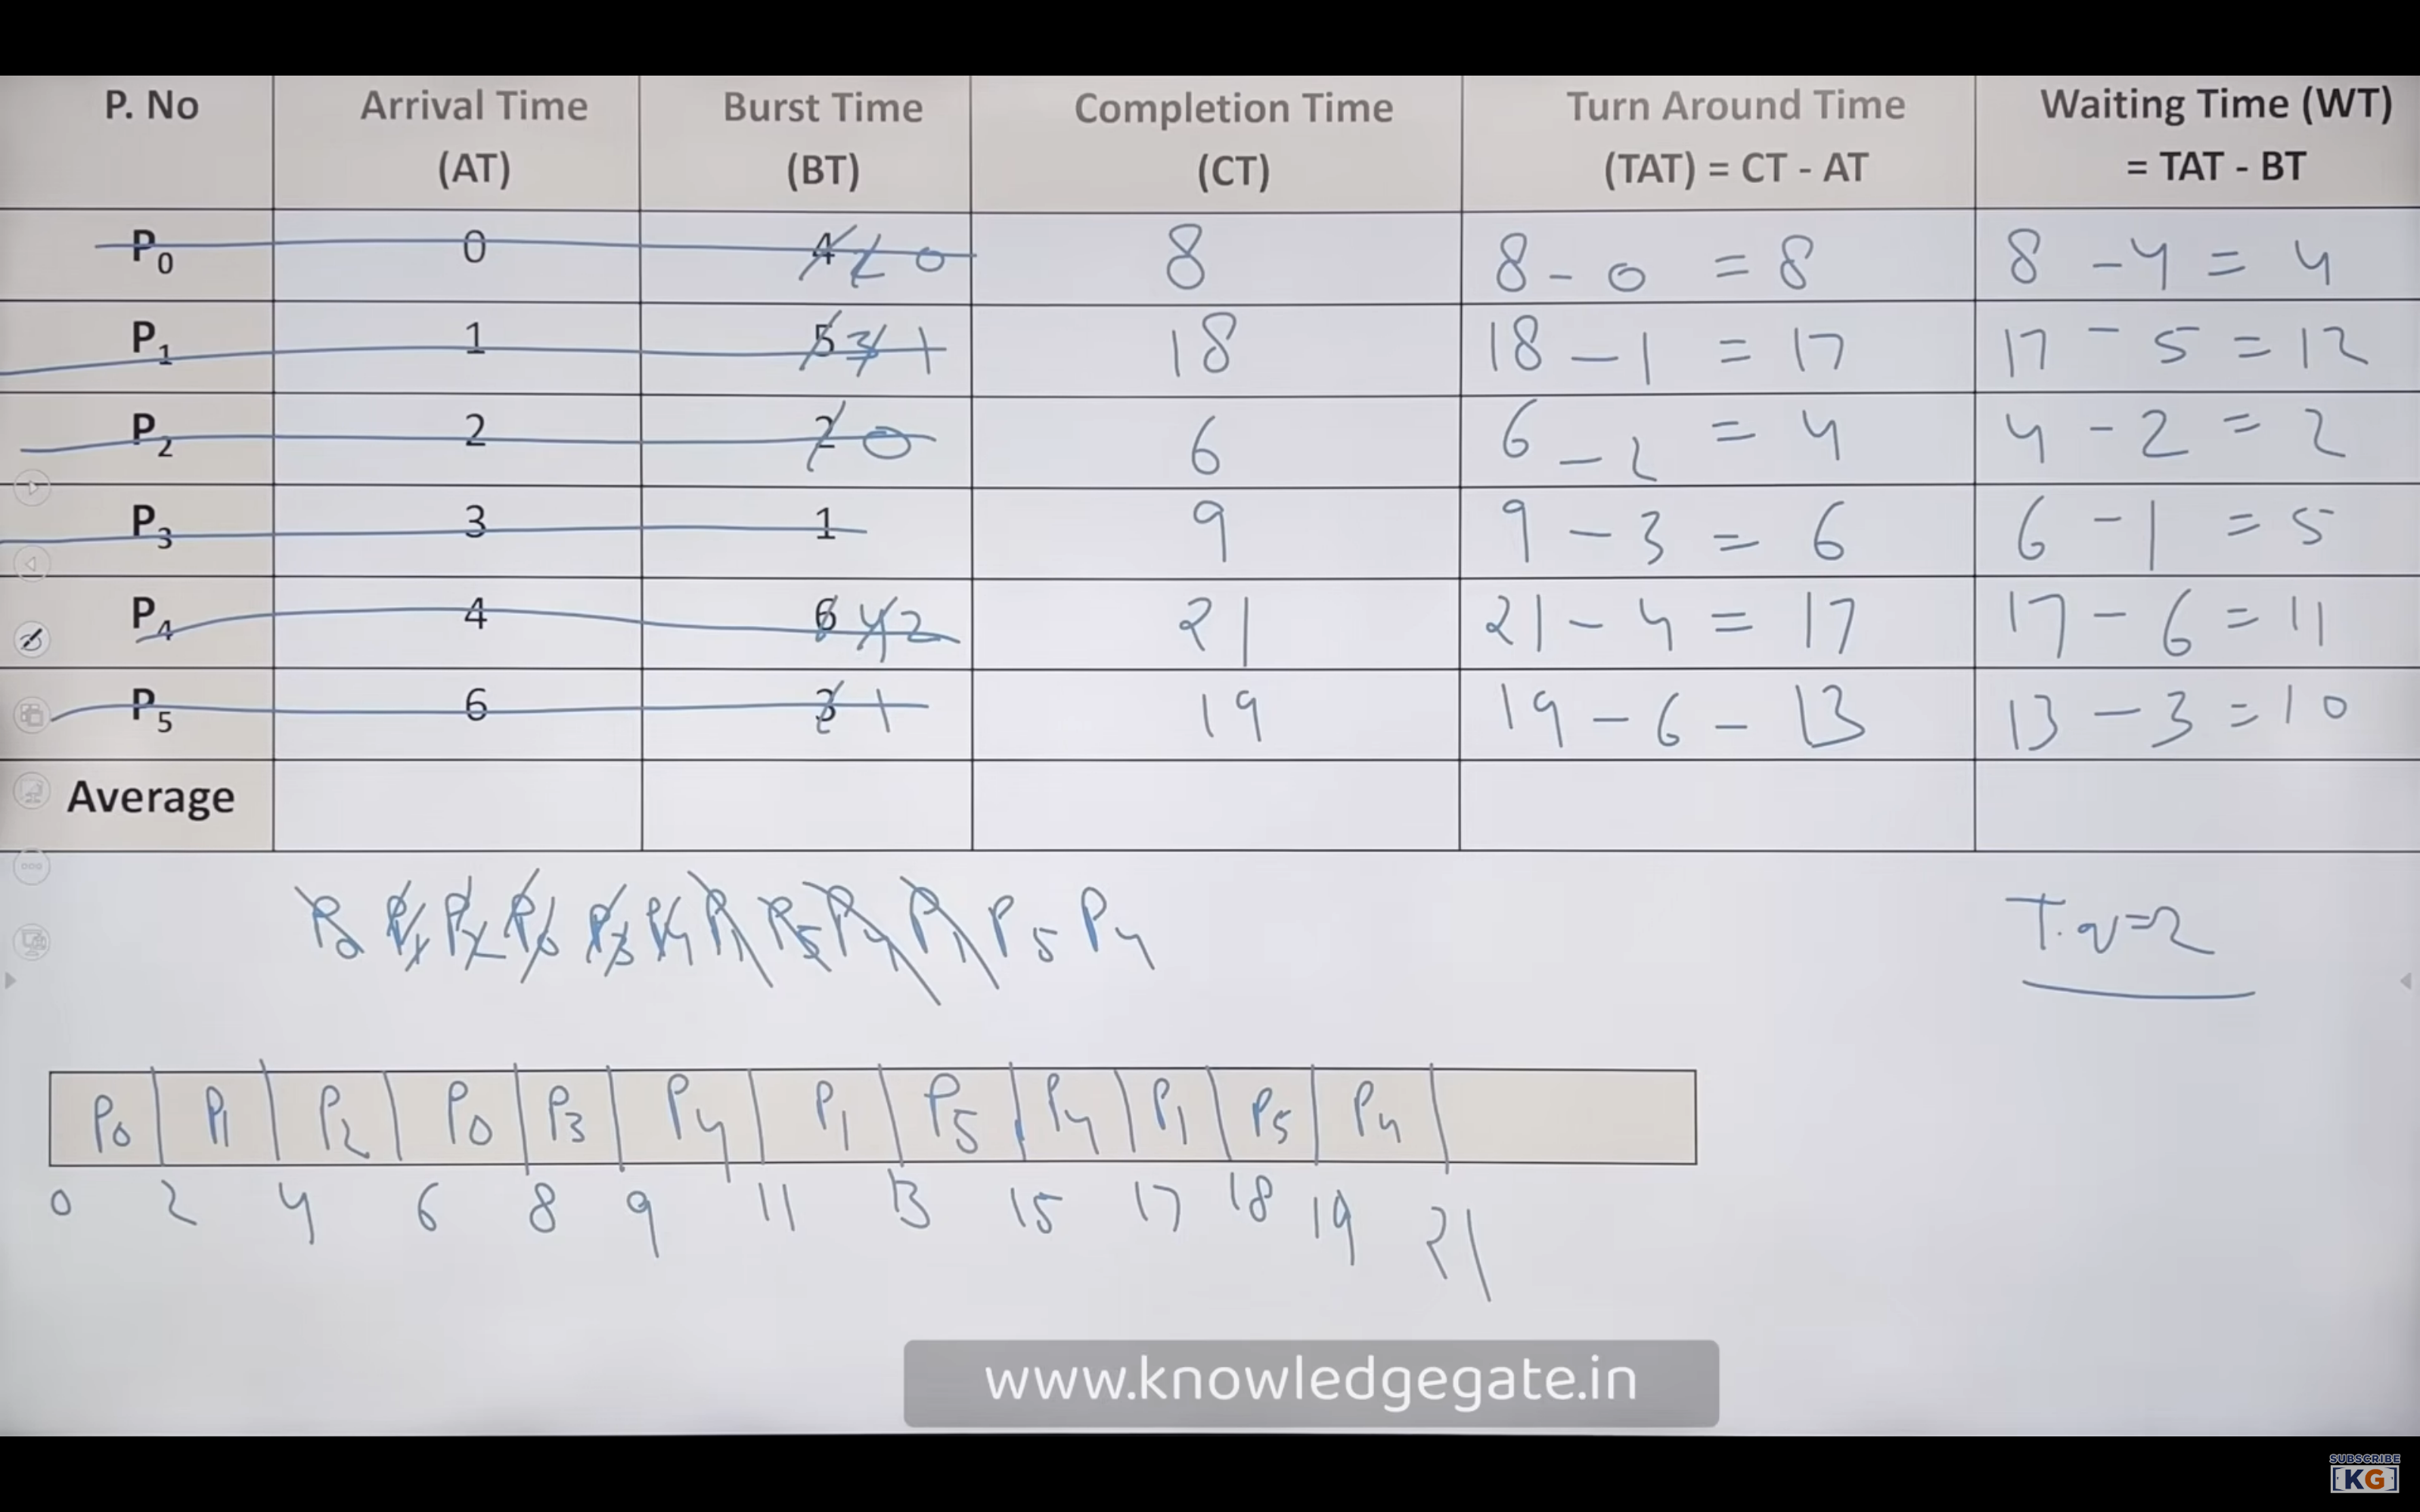 P. No Arrival Time (AT) Burst Time (BT) Completion Time (CT) Turn Around Time (TAT) = CT - AT Waiting Time (WT) = TAT - BT
P0 0 4 2 0 8 8 - 0 = 8 8 - 4 = 4
P1 1 5 3 1 18 18 - 1 = 17 17 - 5 = 12
P2 2 2 0 6 6 - 2 = 4 4 - 2 = 2
P3 3 1 9 9 - 3 = 6 6 - 1 = 5
P4 4 6 4 2 21 21 - 4 = 17 17 - 6 = 11
P5 6 3 1 19 19 - 6 - 13 13 - 3 = 10
Average
P0 P1 P2 P0 P3 P4 P1 P5 P4 P1 P5 P4
T.q=2
P0 P1 P2 P0 P3 P4 P1 P5 P4 P1 P5 P4
0 2 4 6 8 9 11 13 15 17 18 19 21
www.knowledgegate.in
SUBSCRIBE
[KG]